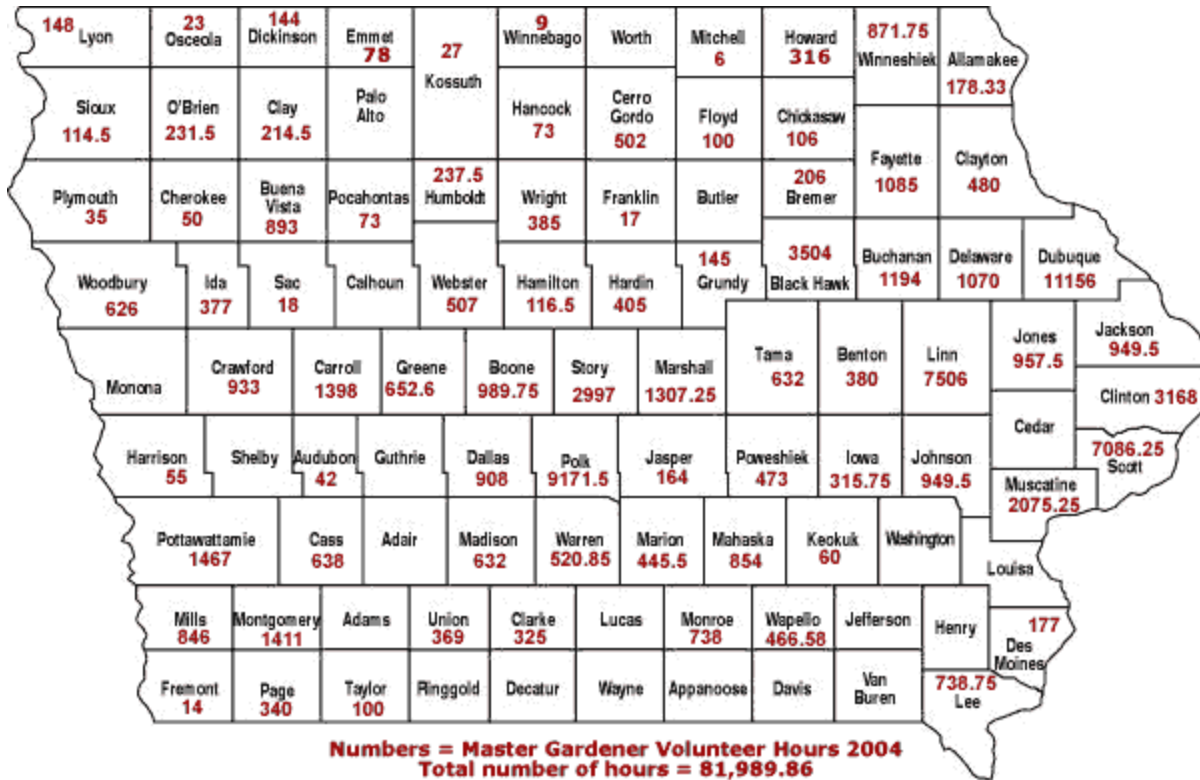 148 Lyon
23
Osceola
144
Dickinson
Emmet
78
27
Kossuth
9
Winnebago
Worth
Mitchell
6
Howard
316
871.75
Winneshiek
Allamakee
178.33
Sioux
114.5
O'Brien
231.5
Clay
214.5
Palo
Alto
Hancock
73
Cerro
Gordo
502
Floyd
100
Chickasaw
106
Fayette
1085
Clayton
480
Plymouth
35
Cherokee
50
Buena
Vista
893
Pocahontas
73
237.5
Humboldt
Wright
385
Franklin
17
Butler
206
Bremer
Woodbury
626
Ida
377
Sac
18
Calhoun
Webster
507
Hamilton
116.5
Hardin
405
145
Grundy
3504
Black Hawk
Buchanan
1194
Delaware
1070
Dubuque
11156
Monona
Crawford
933
Carroll
1398
Greene
652.6
Boone
989.75
Story
2997
Marshall
1307.25
Tama
632
Benton
380
Linn
7506
Jones
957.5
Jackson
949.5
Clinton 3168
Cedar
7086.25
Scott
Harrison
55
Shelby
Audubon
42
Guthrie
Dallas
908
Polk
9171.5
Jasper
164
Poweshiek
473
Iowa
315.75
Johnson
949.5
Muscatine
2075.25
Pottawattamie
1467
Cass
638
Adair
Madison
632
Warren
520.85
Marion
445.5
Mahaska
854
Keokuk
60
Washington
Louisa
Mills
846
Montgomery
1411
Adams
Union
369
Clarke
325
Lucas
Monroe
738
Wapello
466.58
Jefferson
Henry
177
Des
Moines
Fremont
14
Page
340
Taylor
100
Ringgold
Decatur
Wayne
Appanoose
Davis
Van
Buren
738.75
Lee
Numbers = Master Gardener Volunteer Hours 2004
Total number of hours = 81,989.86